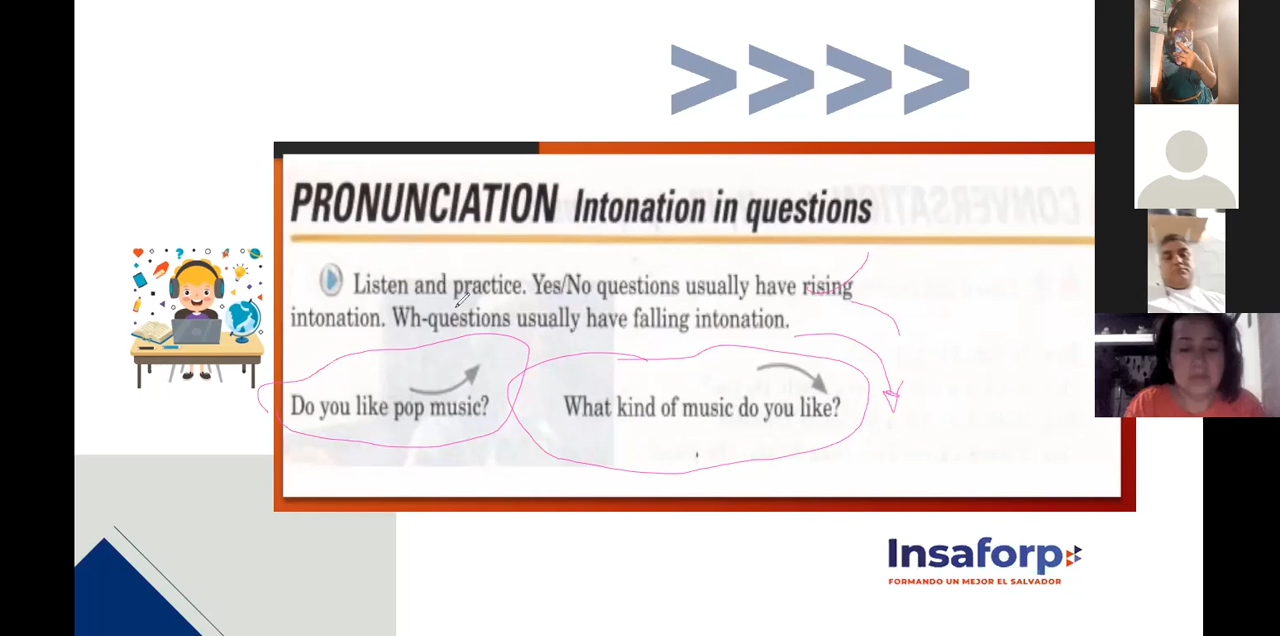 PRONUNCIATION Intonation in questions
Listen and practice. Yes/No questions usually have rising
intonation. Wh-questions usually have falling intonation.
Do you like pop music?
What kind of music do you like?
Insaforp
FORMANDO UN MEJOR EL SALVADOR